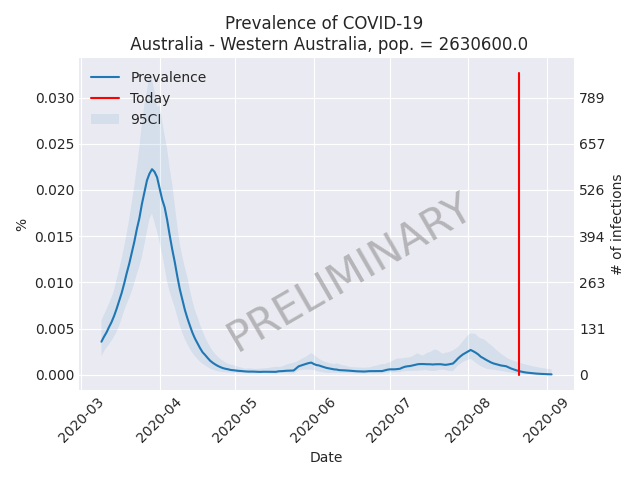 Prevalence of COVID-19
Australia - Western Australia, pop. = 2630600.0
Prevalence
Today
95CI
0.030
0.025
0.020
0.015
0.010
0.005
0.000
%
789
657
526
394
263
131
0
# of infections
PRELIMINARY
2020-03
2020-04
2020-05
2020-06
2020-07
2020-08
2020-09
Date